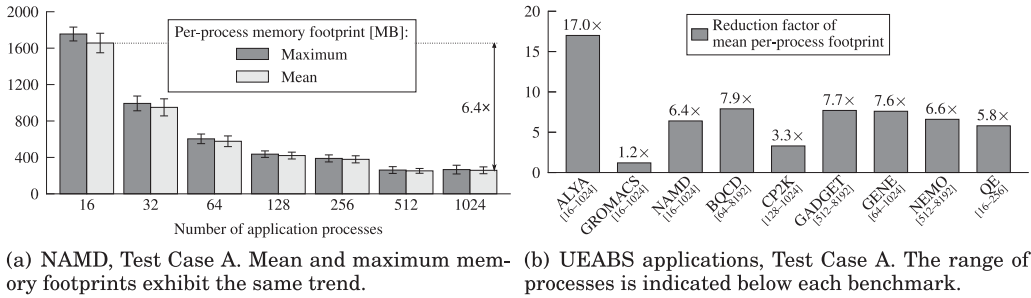 2000
1600
1200
800
400
0
Per-process memory footprint [MB]:
Maximum
Mean
6.4×
16 32 64 128 256 512 1024
Number of application processes
(a) NAMD, Test Case A. Mean and maximum mem-
ory footprints exhibit the same trend.
20
15
10
5
0
Reduction factor of
mean per-process footprint
17.0×
1.2×
6.4×
7.9×
3.3×
7.7×
7.6×
6.6×
5.8×
ALYA
[16–1024]
GROMACS
[16–1024]
NAMD
[16–1024]
BQCD
[64–8192]
CP2K
[128–1024]
GADGET
[512–8192]
GENE
[64–1024]
NEMO
[512–8192]
QE
[16–256]
(b) UEABS applications, Test Case A. The range of
processes is indicated below each benchmark.